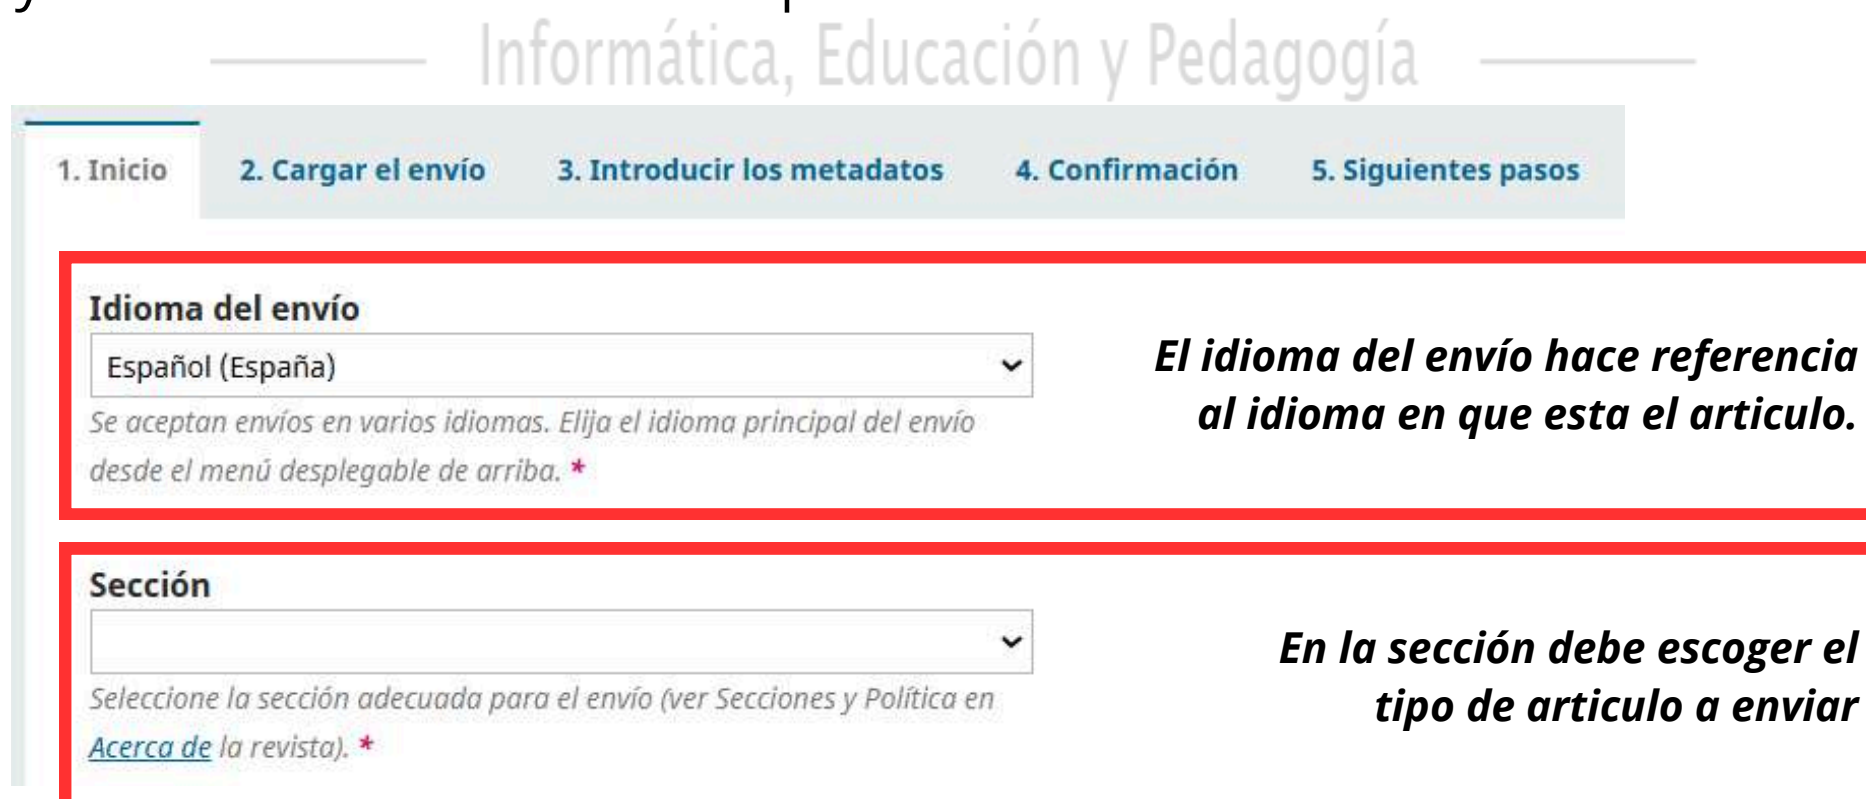 Informática, Educación y Pedagogía
1. Inicio 2. Cargar el envío 3. Introducir los metadatos 4. Confirmación 5. Siguientes pasos
Idioma del envío
Español (España)
Se aceptan envíos en varios idiomas. Elija el idioma principal del envío
desde el menú desplegable de arriba. *
El idioma del envío hace referencia
al idioma en que esta el articulo.
Sección
Seleccione la sección adecuada para el envío (ver Secciones y Política en
Acerca de la revista). *
En la sección debe escoger el
tipo de articulo a enviar